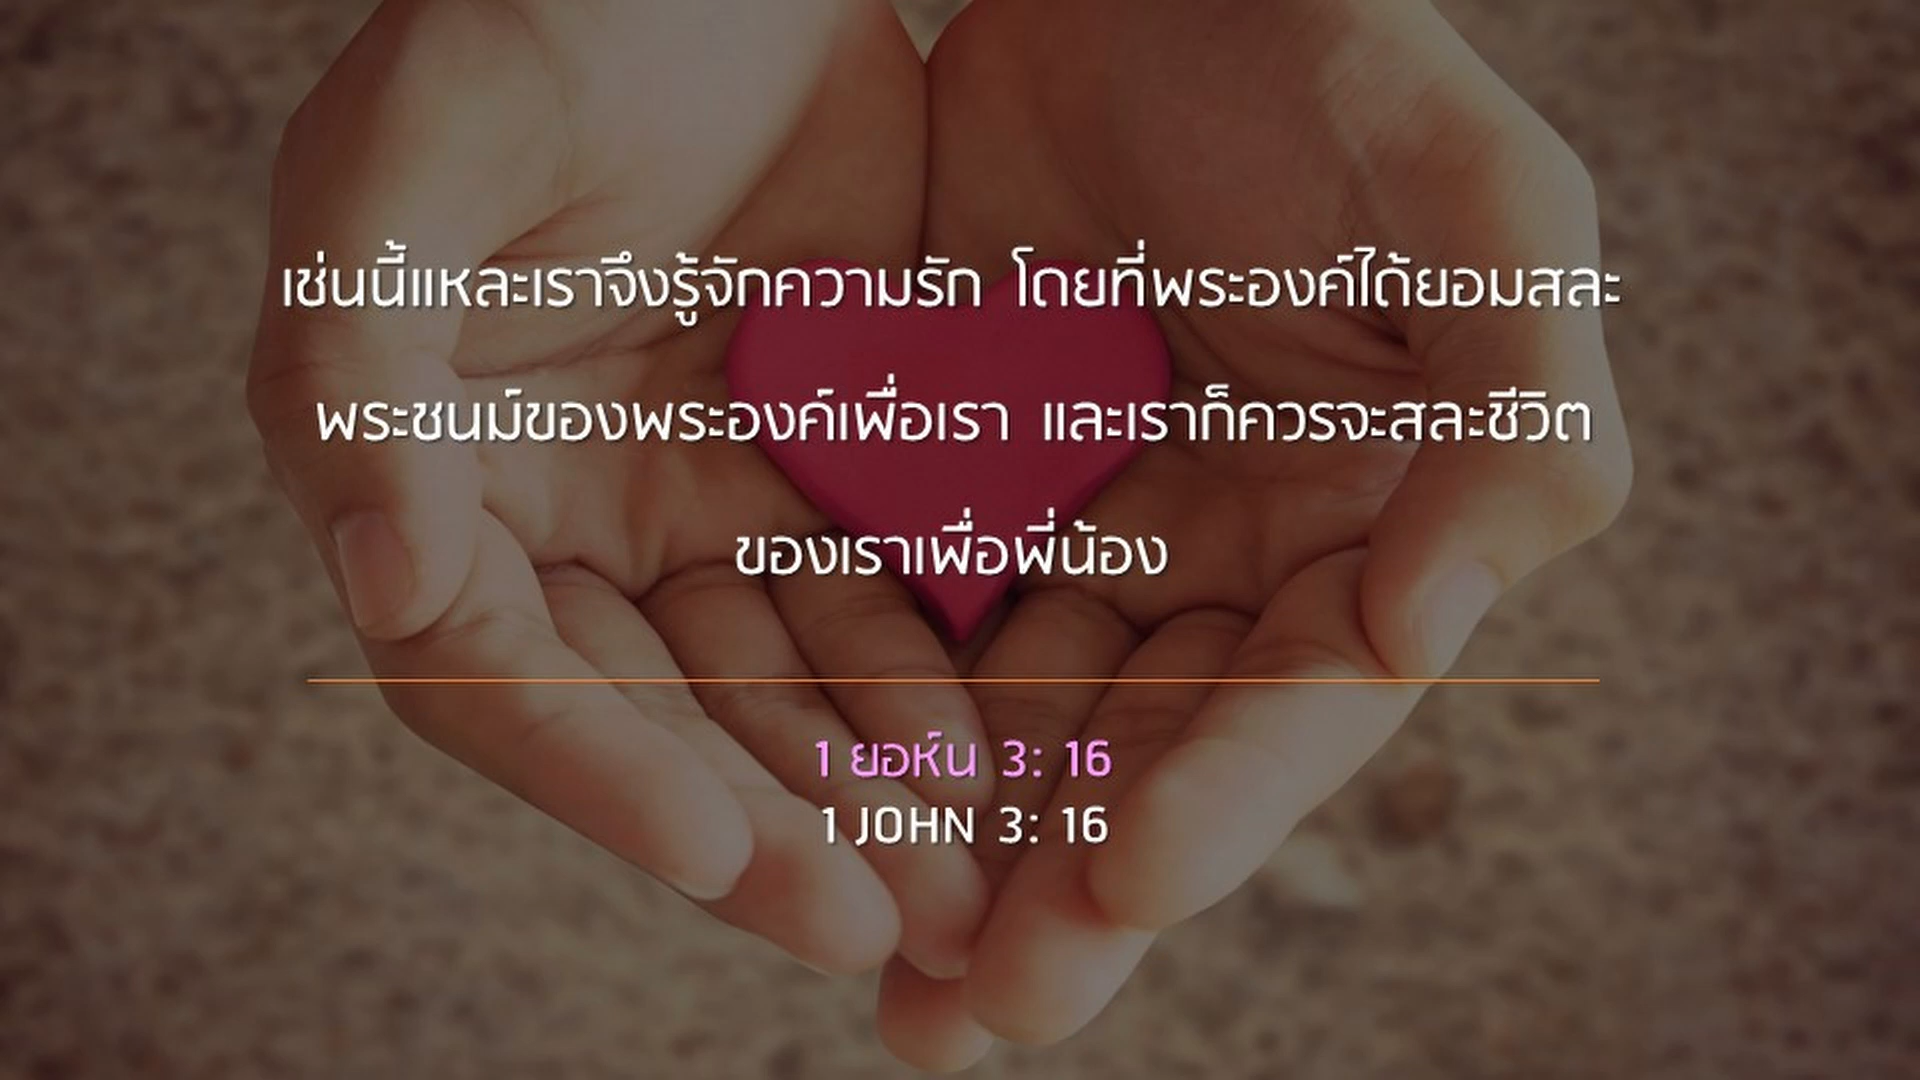 เช่นนี้แหละเราจึงรู้จักความรัก โดยที่พระองค์ได้ยอมสละ
พระชนม์ของพระองค์เพื่อเรา และเราก็ควรจะสละชีวิต
ของเราเพื่อพี่น้อง
1 ยอห์น 3: 16
1 JOHN 3: 16